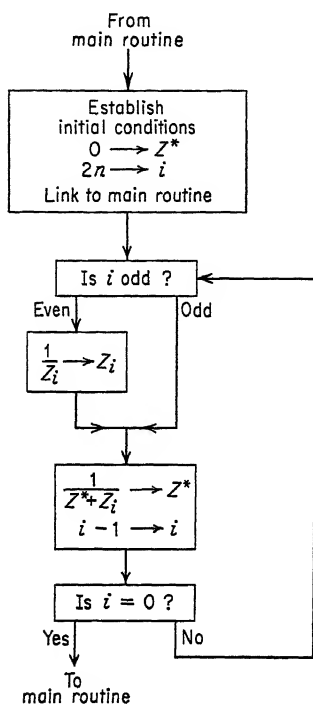 From
main routine
Establish
initial conditions
0 ⟶ Z*
2n ⟶ i
Link to main routine
Is i odd ?
Even Odd
1/Z_i ⟶ Z_i
1/(Z*+Z_i) ⟶ Z*
i - 1 ⟶ i
Is i = 0 ?
Yes No
To
main routine